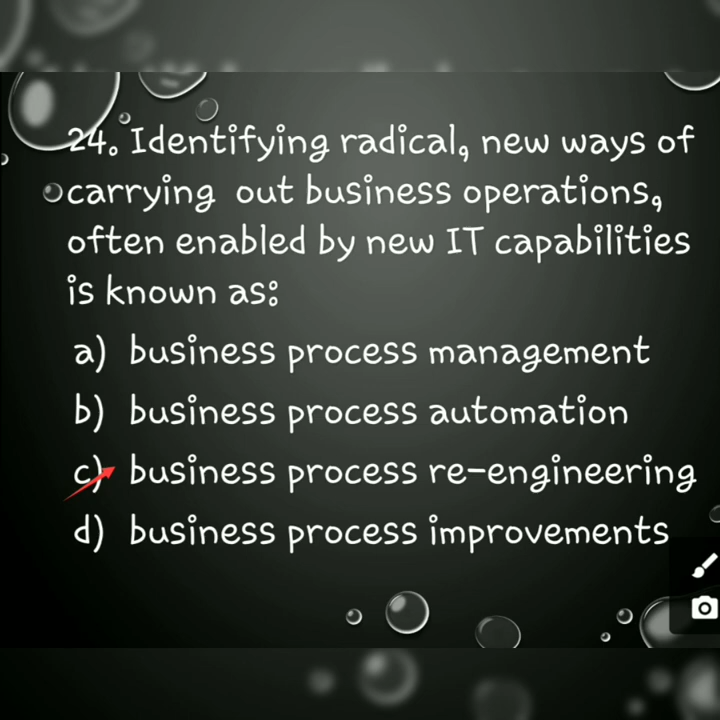 24. Identifying radical, new ways of
carrying out business operations,
often enabled by new IT capabilities
is known as:
a) business process management
b) business process automation
c) business process re-engineering
d) business process improvements